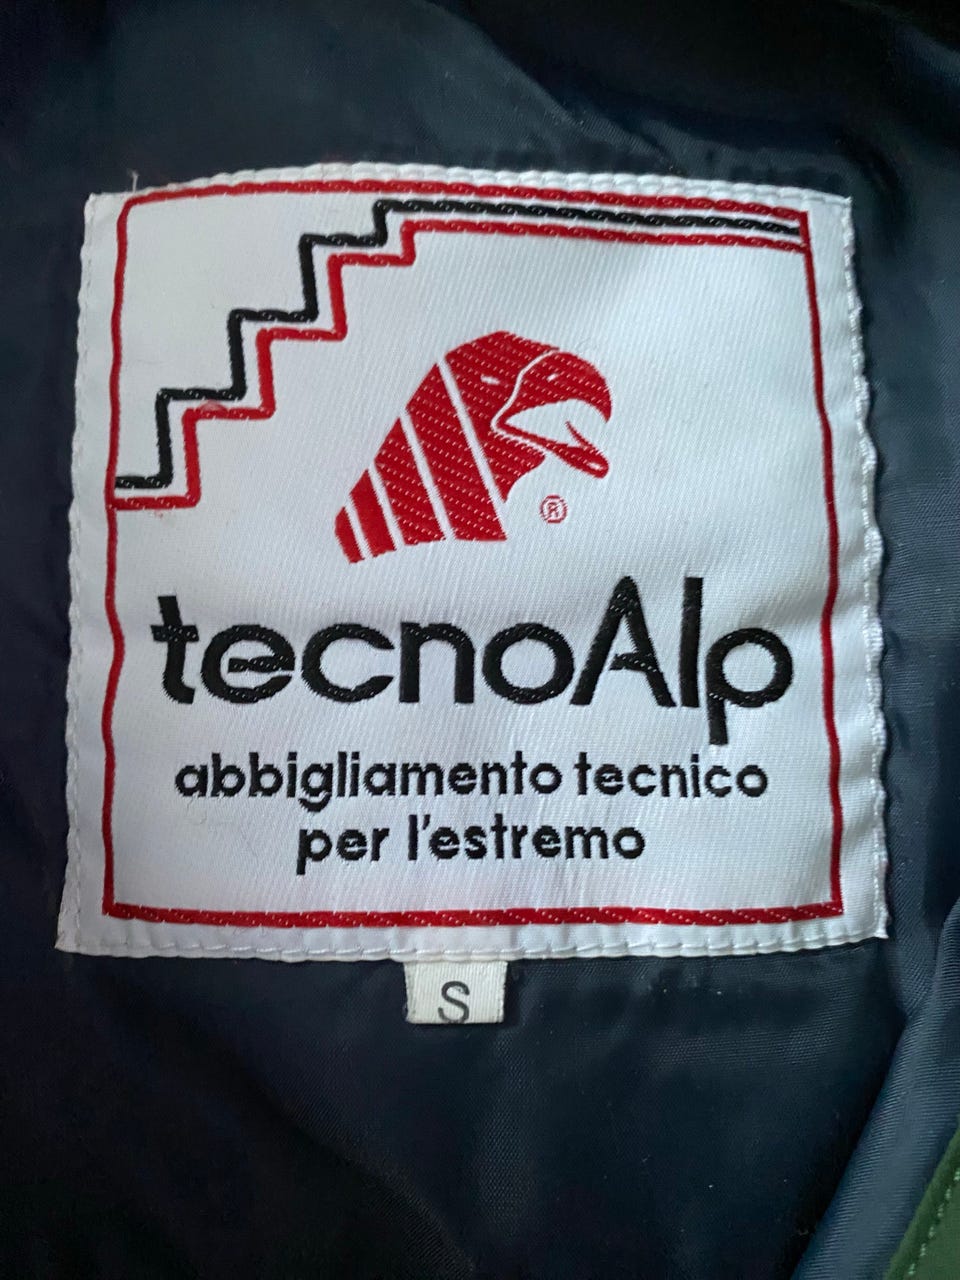 ®
tecnoAlp
abbigliamento tecnico
per l'estremo
S